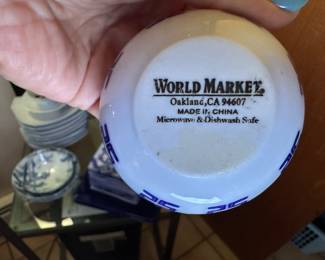 WORLD MARKET.
Oakland, CA 94607
MADE IN CHINA
Microwave & Dishwash Safe